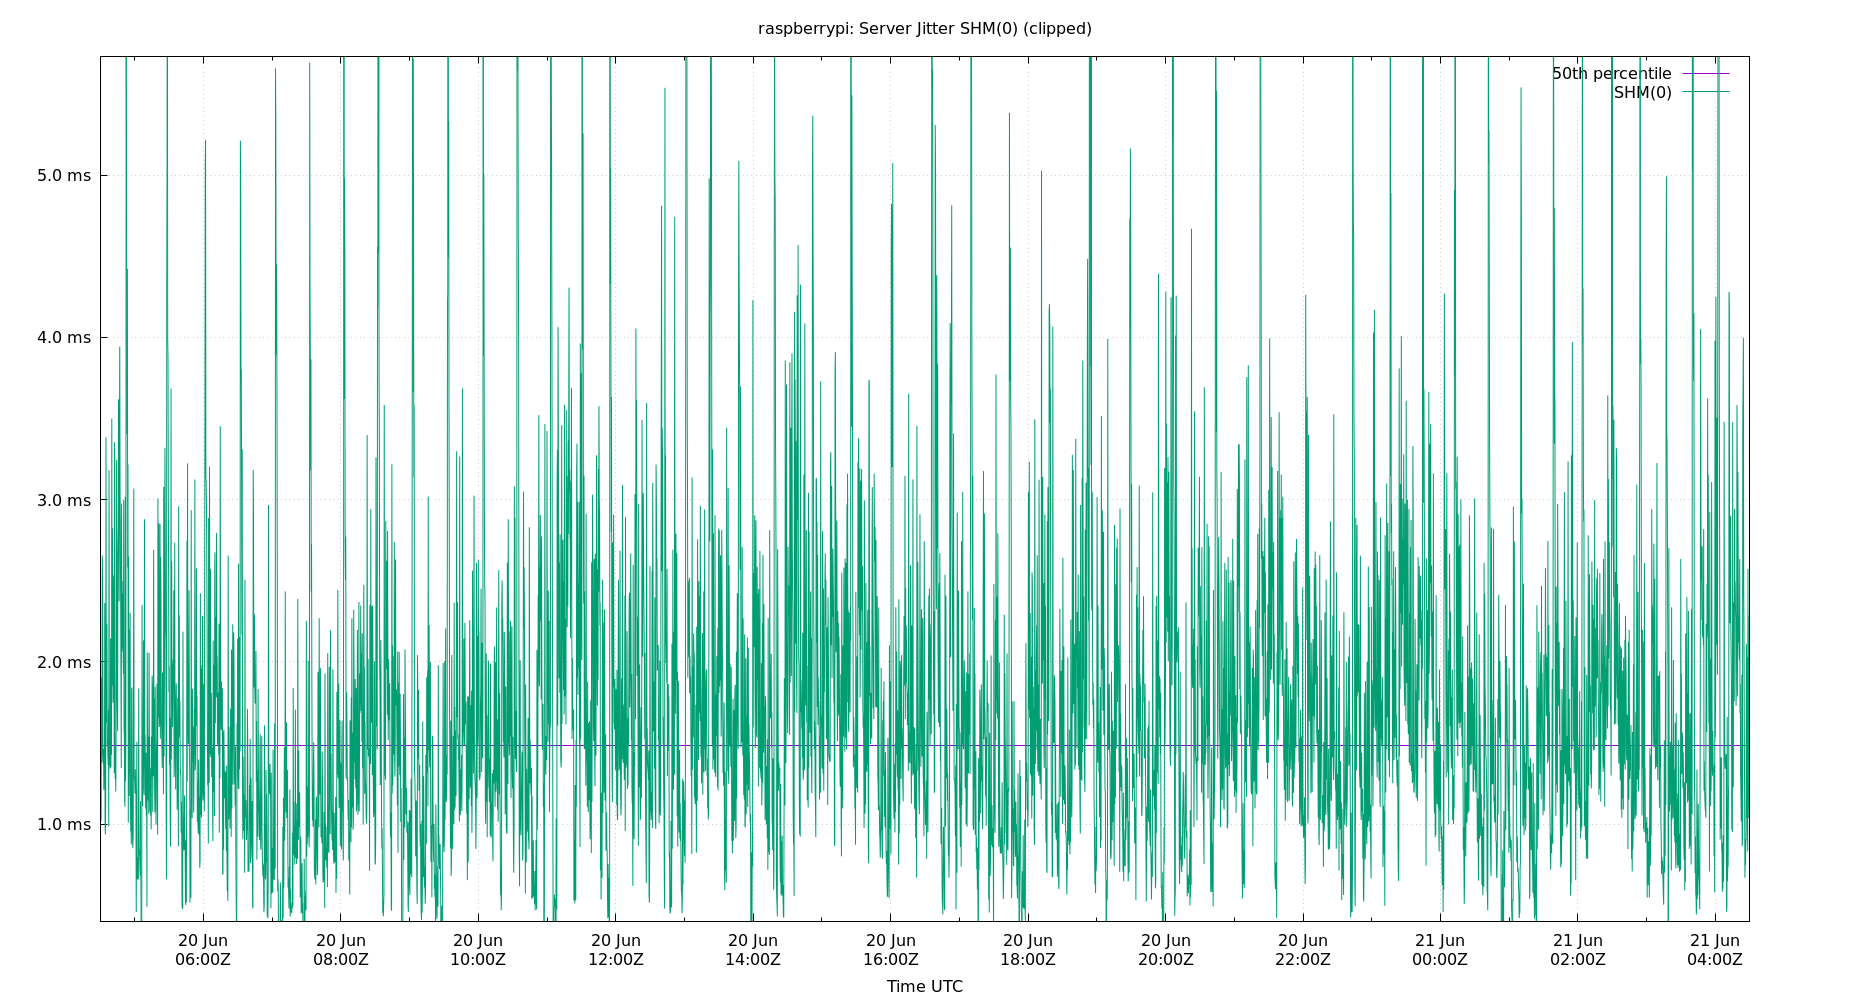 raspberrypi: Server Jitter SHM(0) (clipped)
50th percentile
SHM(0)
5.0 ms
4.0 ms
3.0 ms
2.0 ms
1.0 ms
20 Jun 20 Jun 20 Jun 20 Jun 20 Jun 20 Jun 20 Jun 20 Jun 20 Jun 21 Jun 21 Jun 21 Jun
06:00Z 08:00Z 10:00Z 12:00Z 14:00Z 16:00Z 18:00Z 20:00Z 22:00Z 00:00Z 02:00Z 04:00Z
Time UTC